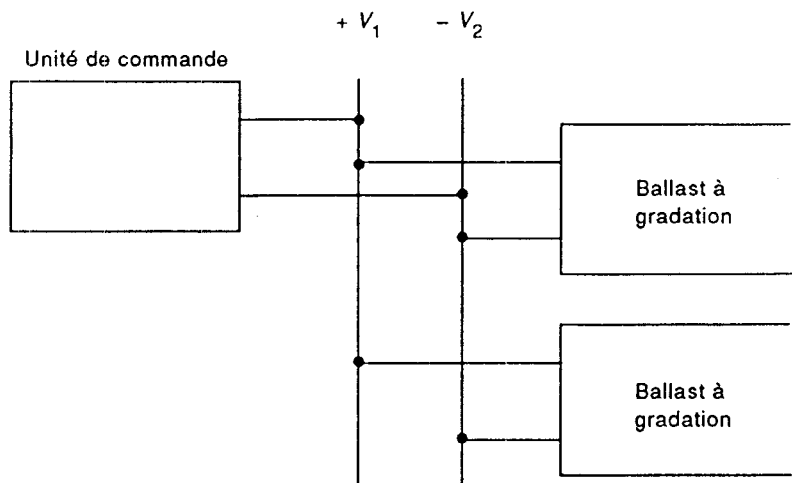 + V1 - V2
Unité de commande
Ballast à
gradation
Ballast à
gradation